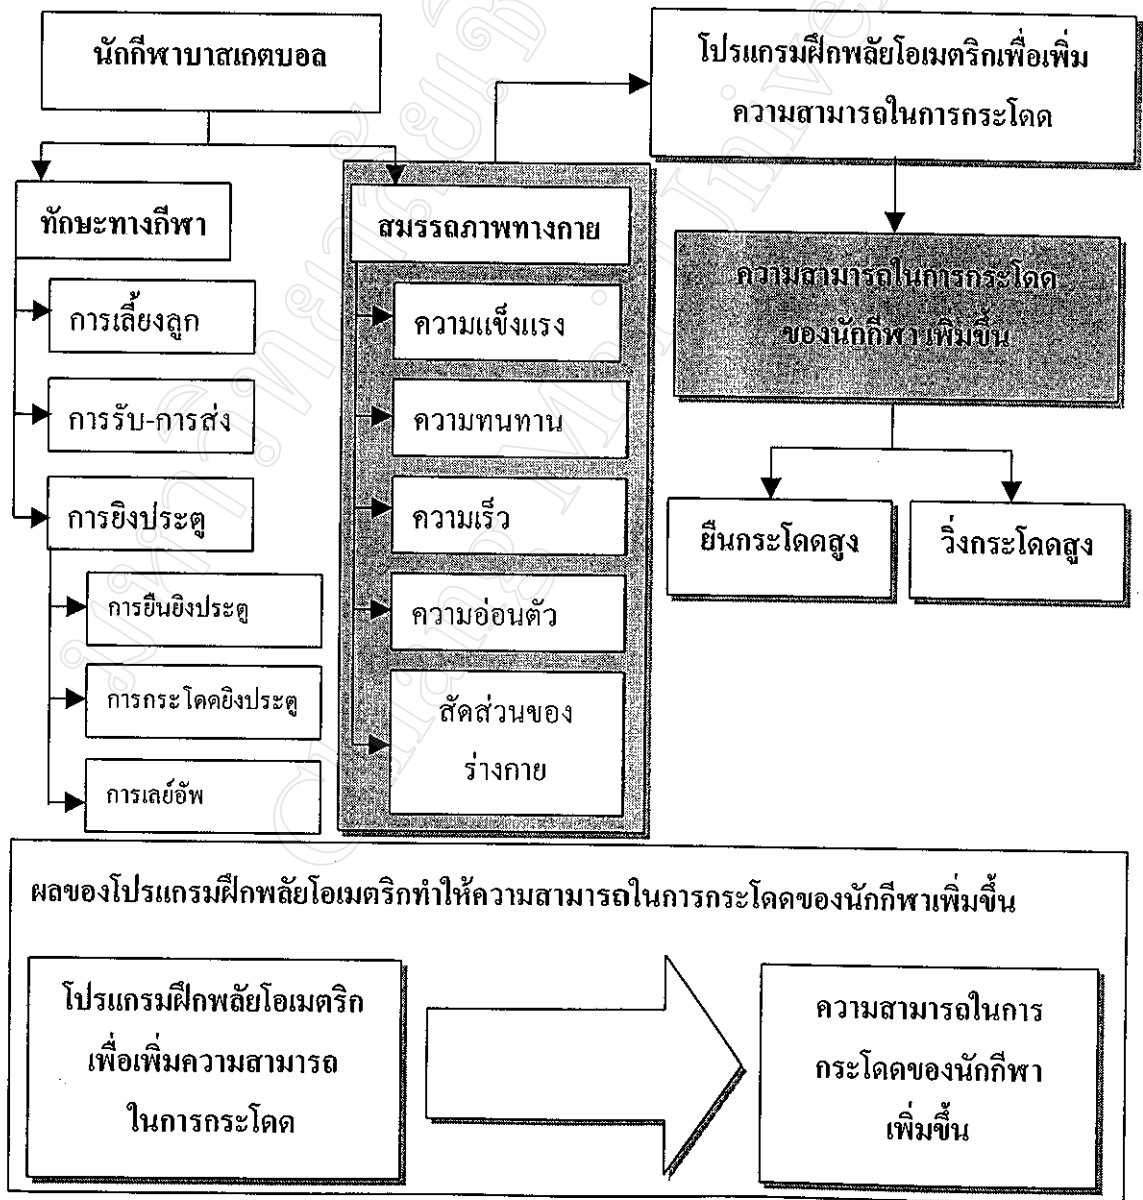 นักกีฬาบาสเกตบอล
โปรแกรมฝึกพลัยโอเมตริกเพื่อเพิ่ม
ความสามารถในการกระโดด
ทักษะทางกีฬา
การเลี้ยงลูก
การรับ-การส่ง
การยิงประตู
การยืนยิงประตู
การกระโดดยิงประตู
การเลย์อัพ
สมรรถภาพทางกาย
ความแข็งแรง
ความทนทาน
ความเร็ว
ความอ่อนตัว
สัดส่วนของ
ร่างกาย
ความสามารถในการกระโดด
ของนักกีฬาเพิ่มขึ้น
ยืนกระโดดสูง
วิ่งกระโดดสูง
ผลของโปรแกรมฝึกพลัยโอเมตริกทำให้ความสามารถในการกระโดดของนักกีฬาเพิ่มขึ้น
โปรแกรมฝึกพลัยโอเมตริก
เพื่อเพิ่มความสามารถ
ในการกระโดด
ความสามารถในการ
กระโดดของนักกีฬา
เพิ่มขึ้น